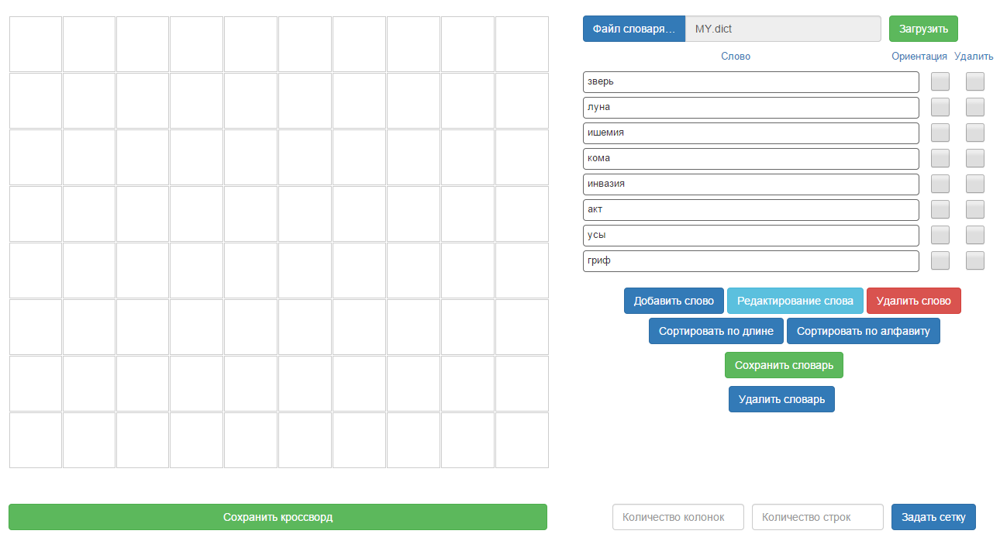 Файл словаря... MY.dict Загрузить
Слово Ориентация Удалить
зверь
луна
ишемия
кома
инвазия
акт
усы
гриф
Добавить слово Редактирование слова Удалить слово
Сортировать по длине Сортировать по алфавиту
Сохранить словарь
Удалить словарь
Сохранить кроссворд Количество колонок Количество строк Задать сетку